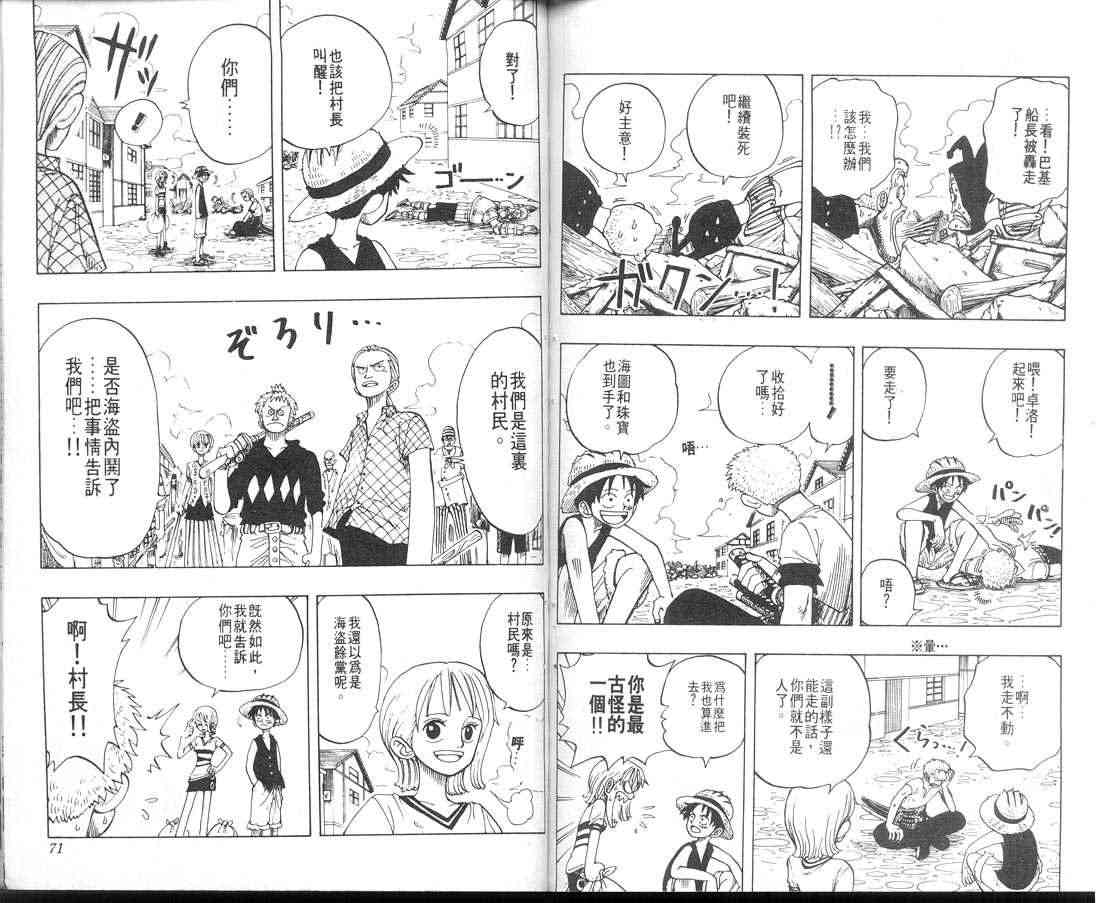 …看！巴基
船長被轟走
了！
我…我們
該怎麼辦
…！？
繼續裝死
吧！
好主意！
ガクン…！
喂！卓洛！
起來吧！
要走了！
パンパン！
唔？
收拾好
了嗎…
唔…
海圖和珠寶
也到手了。
※暈…
…啊…
我走不動。
くらっ…
這副樣子還
能走的話，
你們就不是
人了。
為什麼把
我也算進
去？
你是最
古怪的
一個！！
對了！
也該把村長
叫醒！
ゴーーン
你們……
！
ザッ
ぞろり…
我們是這裏
的村民。
是否海盜內鬨了
……把事情告訴
我們吧…！！
原來是…
村民嗎？
我還以為是
海盜餘黨呢。
呼…
既然如此，
我就告訴
你們吧……
啊！村長！！
71